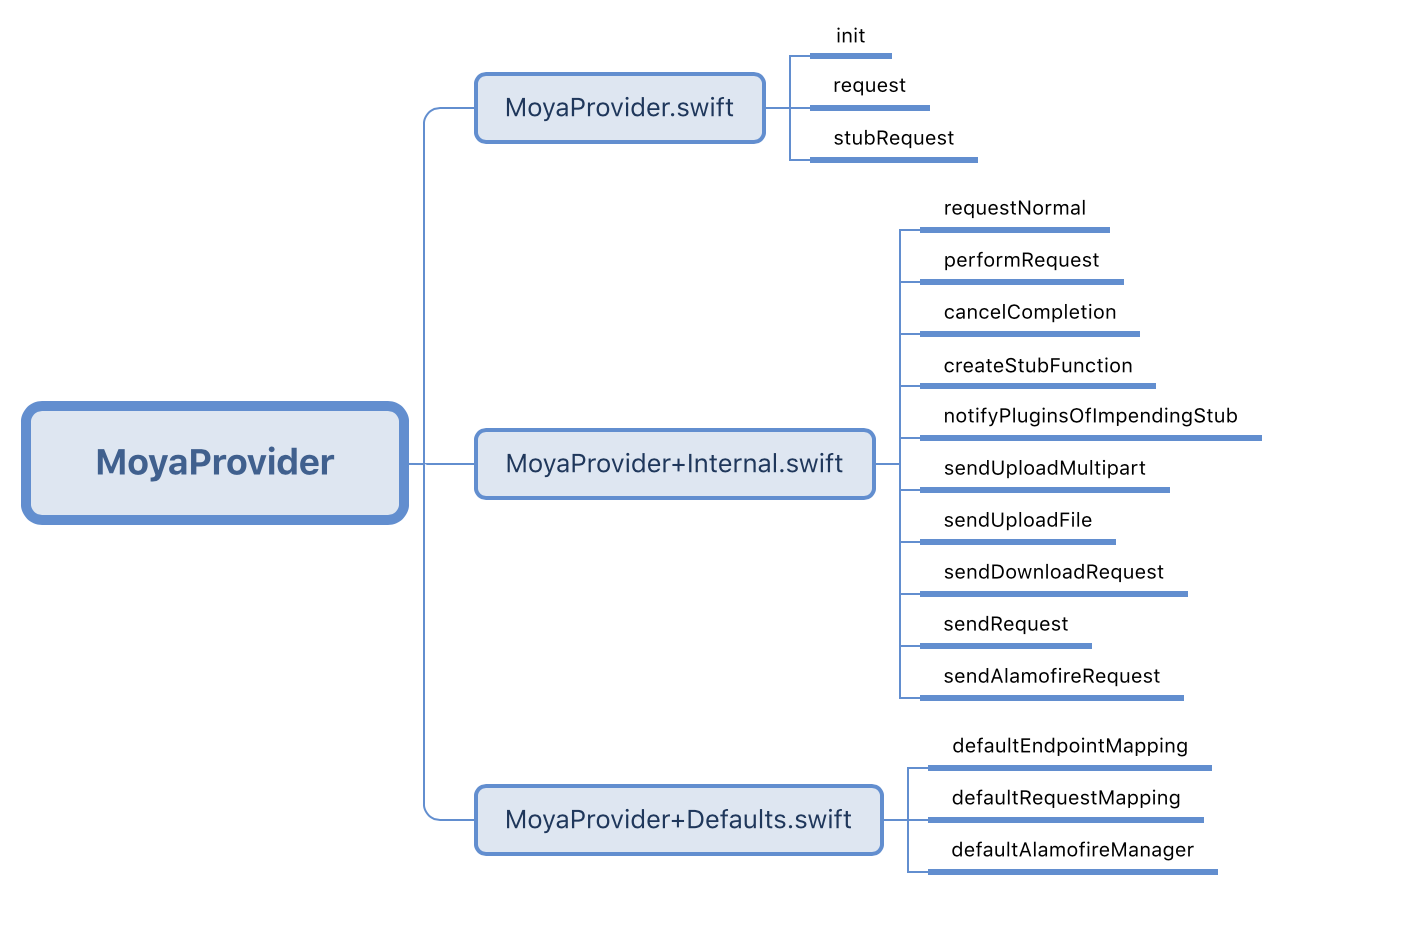 MoyaProvider
MoyaProvider.swift
init
request
stubRequest
MoyaProvider+Internal.swift
requestNormal
performRequest
cancelCompletion
createStubFunction
notifyPluginsOfImpendingStub
sendUploadMultipart
sendUploadFile
sendDownloadRequest
sendRequest
sendAlamofireRequest
MoyaProvider+Defaults.swift
defaultEndpointMapping
defaultRequestMapping
defaultAlamofireManager